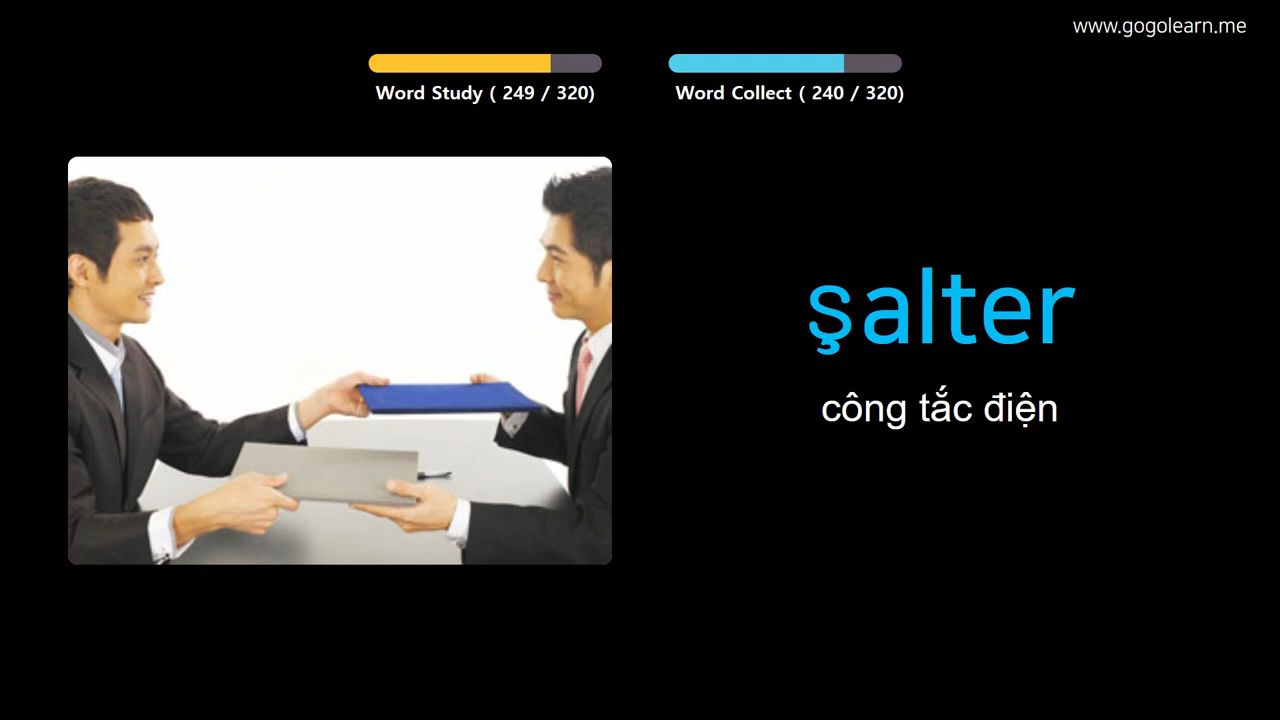 www.gogolearn.me
Word Study ( 249 / 320)
Word Collect ( 240 / 320)
şalter
công tắc điện